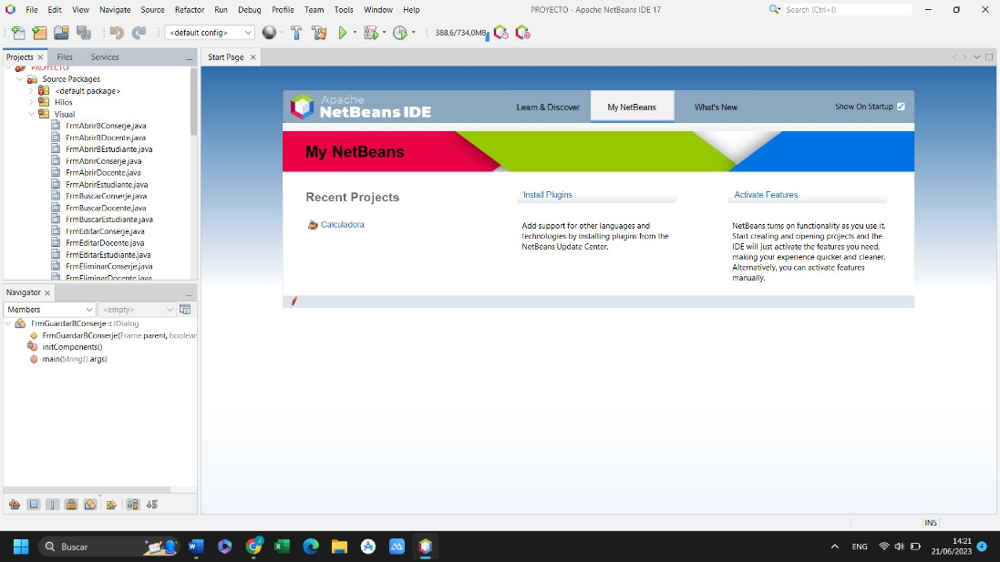 File Edit View Navigate Source Refactor Run Debug Profile Team Tools Window Help
PROYECTO - Apache NetBeans IDE 17
Search (Ctrl+I)
<default config>
388,6/734,0MB
Projects Files Services
PROYECTO
Source Packages
<default package>
Hilos
Visual
FrmAbrirBConserje.java
FrmAbrirBDocente.java
FrmAbrirBEstudiante.java
FrmAbrirConserje.java
FrmAbrirDocente.java
FrmAbrirEstudiante.java
FrmBuscarConserje.java
FrmBuscarDocente.java
FrmBuscarEstudiante.java
FrmEditarConserje.java
FrmEditarDocente.java
FrmEditarEstudiante.java
FrmEliminarConserje.java
FrmEliminarDocente.java
Navigator
Members
<empty>
FrmGuardarBConserje :: JDialog
FrmGuardarBConserje(Frame parent, boolean
initComponents()
main(String[] args)
Start Page
Apache
NetBeans IDE
Learn & Discover My NetBeans What's New Show On Startup
My NetBeans
Recent Projects
Calculadora
Install Plugins
Add support for other languages and
technologies by installing plugins from the
NetBeans Update Center.
Activate Features
NetBeans turns on functionality as you use it.
Start creating and opening projects and the
IDE will just activate the features you need,
making your experience quicker and cleaner.
Alternatively, you can activate features
manually.
INS
Buscar
ENG
14:21
21/06/2023
4